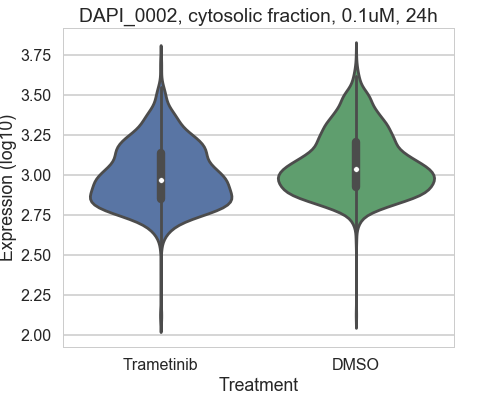 DAPI_0002, cytosolic fraction, 0.1uM, 24h
Expression (log10)
3.75
3.50
3.25
3.00
2.75
2.50
2.25
2.00
Trametinib DMSO
Treatment